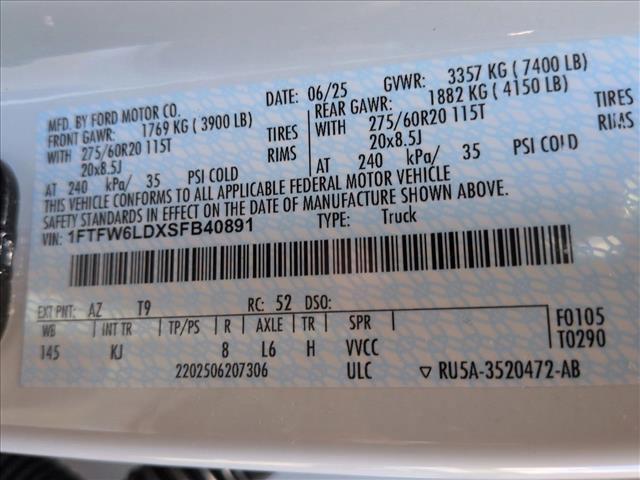 MFD. BY FORD MOTOR CO.
DATE: 06/25 GVWR: 3357 KG ( 7400 LB)
FRONT GAWR: 1769 KG ( 3900 LB) REAR GAWR: 1882 KG ( 4150 LB)
WITH 275/60R20 115T TIRES WITH 275/60R20 115T TIRES
20x8.5J RIMS 20x8.5J RIMS
AT 240 kPa/ 35 PSI COLD AT 240 kPa/ 35 PSI COLD
THIS VEHICLE CONFORMS TO ALL APPLICABLE FEDERAL MOTOR VEHICLE
SAFETY STANDARDS IN EFFECT ON THE DATE OF MANUFACTURE SHOWN ABOVE.
VIN: 1FTFW6LDXSFB40891 TYPE: Truck
EXT PNT: AZ T9 RC: 52 DSO: F0105
WB INT TR TP/PS R AXLE TR SPR T0290
145 KJ 8 L6 H VVCC
2202506207306 ULC ▽ RU5A-3520472-AB